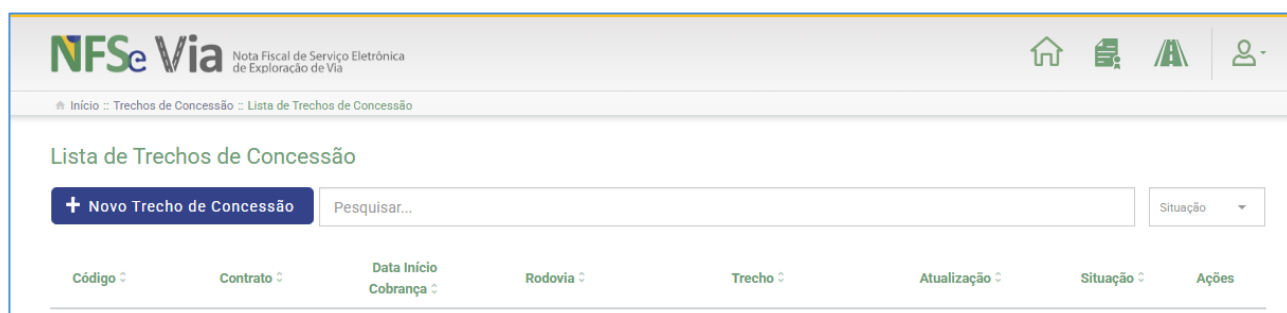 NFSe Via Nota Fiscal de Serviço Eletrônica
de Exploração de Via
Início :: Trechos de Concessão :: Lista de Trechos de Concessão
Lista de Trechos de Concessão
+ Novo Trecho de Concessão
Pesquisar...
Situação
Código
Contrato
Data Início
Cobrança
Rodovia
Trecho
Atualização
Situação
Ações